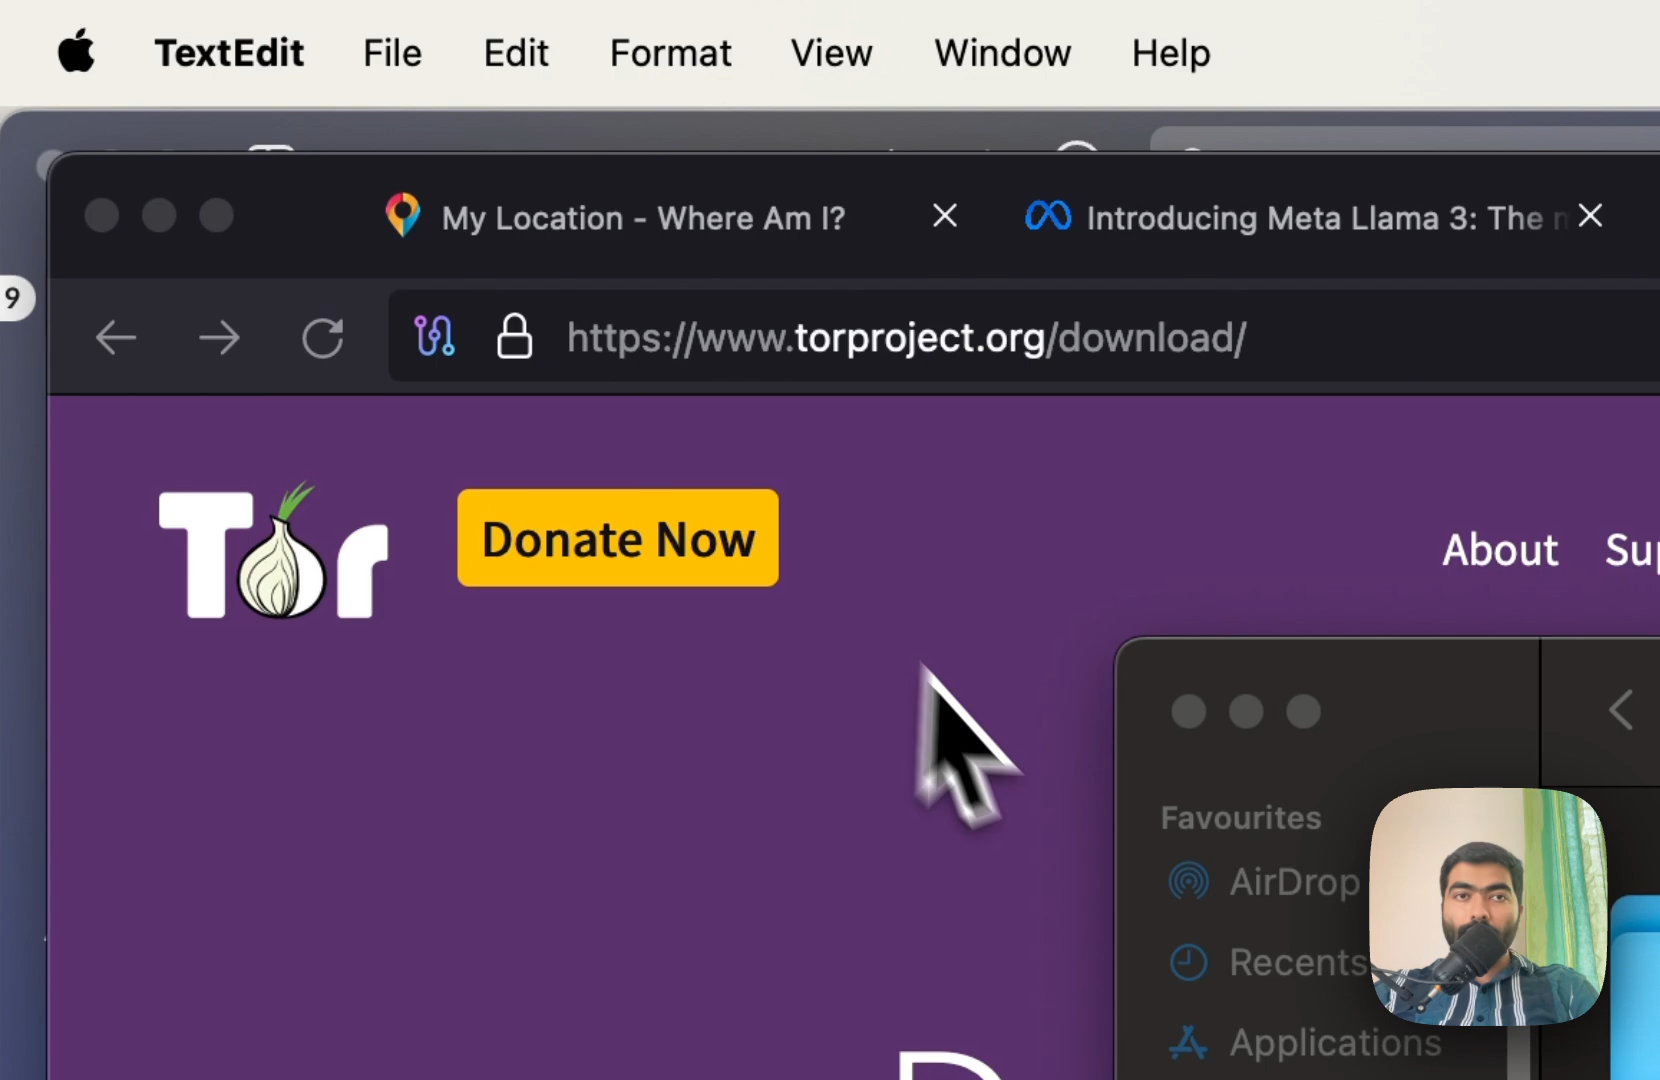 TextEdit File Edit Format View Window Help
My Location - Where Am I? Introducing Meta Llama 3: The
9
https://www.torproject.org/download/
Tor Donate Now
About
Favourites
AirDrop
Recents
Applications